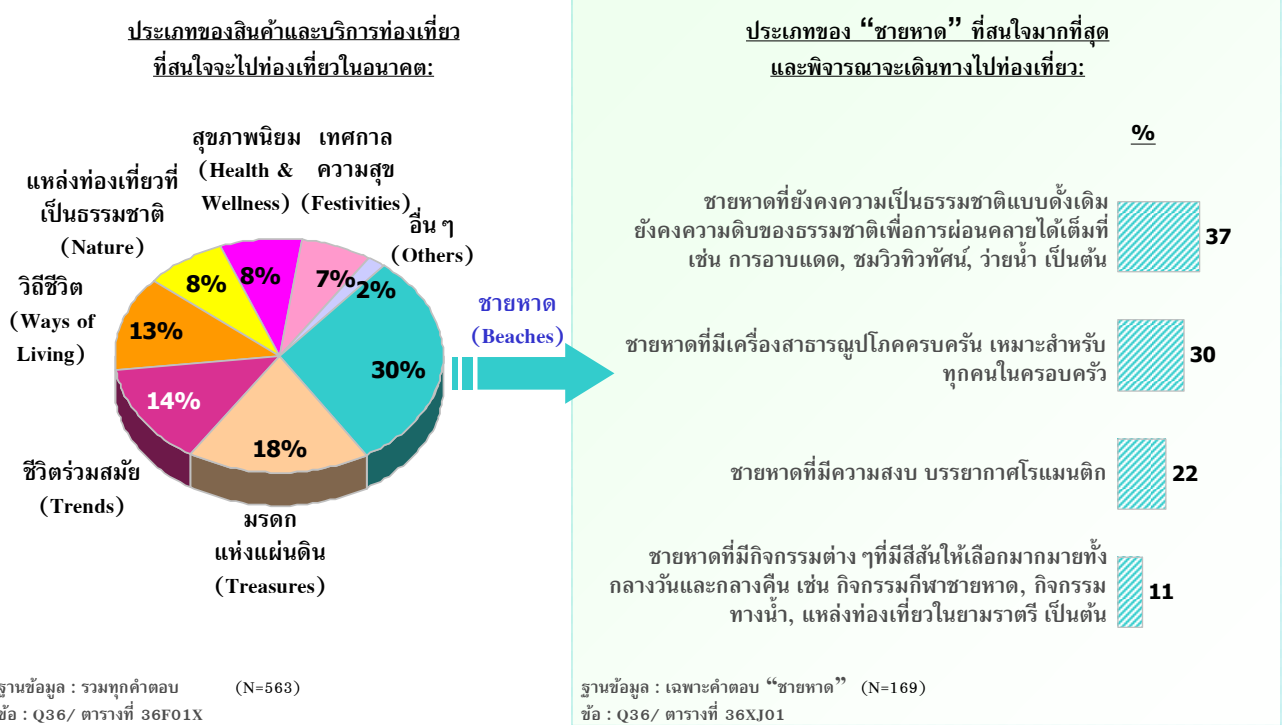 ประเภทของสินค้าและบริการท่องเที่ยว
ที่สนใจจะไปท่องเที่ยวในอนาคต:
สุขภาพนิยม
(Health &
Wellness)
เทศกาล
ความสุข
(Festivities)
อื่น ๆ
(Others)
แหล่งท่องเที่ยวที่
เป็นธรรมชาติ
(Nature)
วิถีชีวิต
(Ways of
Living)
ชีวิตร่วมสมัย
(Trends)
มรดก
แห่งแผ่นดิน
(Treasures)
ชายหาด
(Beaches)
8%
8%
7%
2%
13%
30%
14%
18%
ฐานข้อมูล : รวมทุกคำตอบ (N=563)
ข้อ : Q36/ ตารางที่ 36F01X
ประเภทของ “ชายหาด” ที่สนใจมากที่สุด
และพิจารณาจะเดินทางไปท่องเที่ยว:
%
ชายหาดที่ยังคงความเป็นธรรมชาติแบบดั้งเดิม
ยังคงความดิบของธรรมชาติเพื่อการผ่อนคลายได้เต็มที่
เช่น การอาบแดด, ชมวิวทิวทัศน์, ว่ายน้ำ เป็นต้น
37
ชายหาดที่มีเครื่องสาธารณูปโภคครบครัน เหมาะสำหรับ
ทุกคนในครอบครัว
30
ชายหาดที่มีความสงบ บรรยากาศโรแมนติก
22
ชายหาดที่มีกิจกรรมต่าง ๆที่มีสีสันให้เลือกมากมายทั้ง
กลางวันและกลางคืน เช่น กิจกรรมกีฬาชายหาด, กิจกรรม
ทางน้ำ, แหล่งท่องเที่ยวในยามราตรี เป็นต้น
11
ฐานข้อมูล : เฉพาะคำตอบ “ชายหาด” (N=169)
ข้อ : Q36/ ตารางที่ 36XJ01